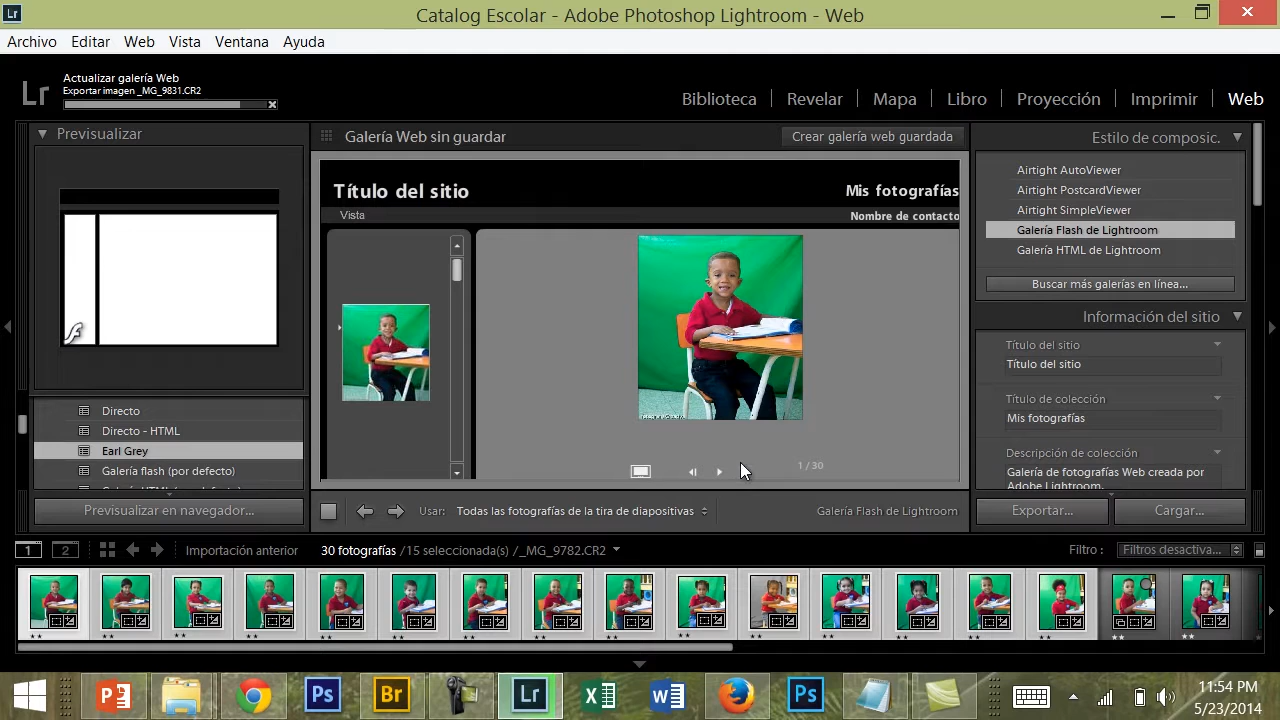 Lr
Catalog Escolar - Adobe Photoshop Lightroom - Web
Archivo Editar Web Vista Ventana Ayuda
Lr
Actualizar galería Web
Exportar imagen _MG_9831.CR2
Biblioteca | Revelar | Mapa | Libro | Proyección | Imprimir | Web
Previsualizar
Directo
Directo - HTML
Earl Grey
Galería flash (por defecto)
Previsualizar en navegador...
Galería Web sin guardar
Crear galería web guardada
Título del sitio
Mis fotografías
Vista
Nombre de contacto
1 / 30
Usar: Todas las fotografías de la tira de diapositivas
Galería Flash de Lightroom
Estilo de composic.
Airtight AutoViewer
Airtight PostcardViewer
Airtight SimpleViewer
Galería Flash de Lightroom
Galería HTML de Lightroom
Buscar más galerías en línea...
Información del sitio
Título del sitio
Título del sitio
Título de colección
Mis fotografías
Descripción de colección
Galería de fotografías Web creada por
Adobe Lightroom.
Exportar...
Cargar...
1 2 Importación anterior 30 fotografías /15 seleccionada(s) /_MG_9782.CR2
Filtro : Filtros desactiva...
P Ps Br Lr X W Ps
11:54 PM
5/23/2014